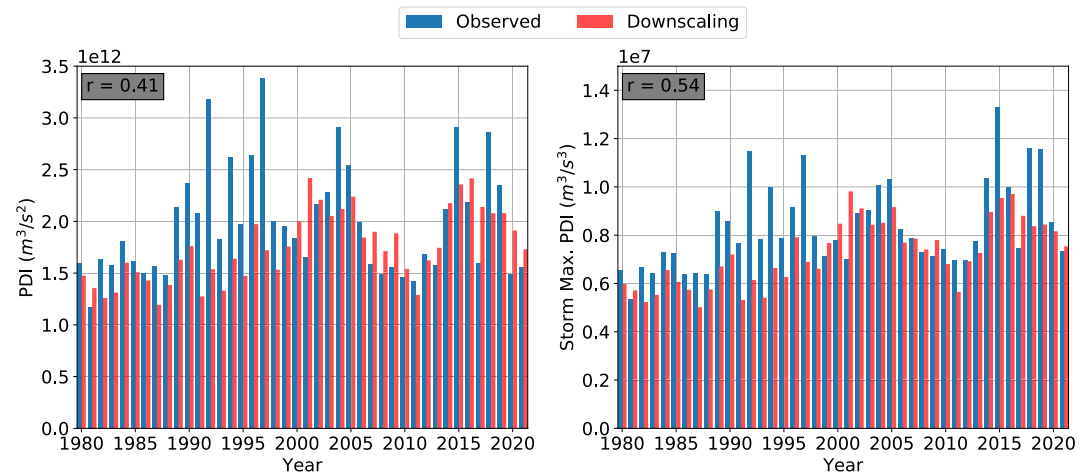 Observed Downscaling
1e12
r = 0.41
PDI (m³/s²)
3.5
3.0
2.5
2.0
1.5
1.0
0.5
0.0
1980 1985 1990 1995 2000 2005 2010 2015 2020
Year
1e7
r = 0.54
Storm Max. PDI (m³/s³)
1.4
1.2
1.0
0.8
0.6
0.4
0.2
0.0
1980 1985 1990 1995 2000 2005 2010 2015 2020
Year